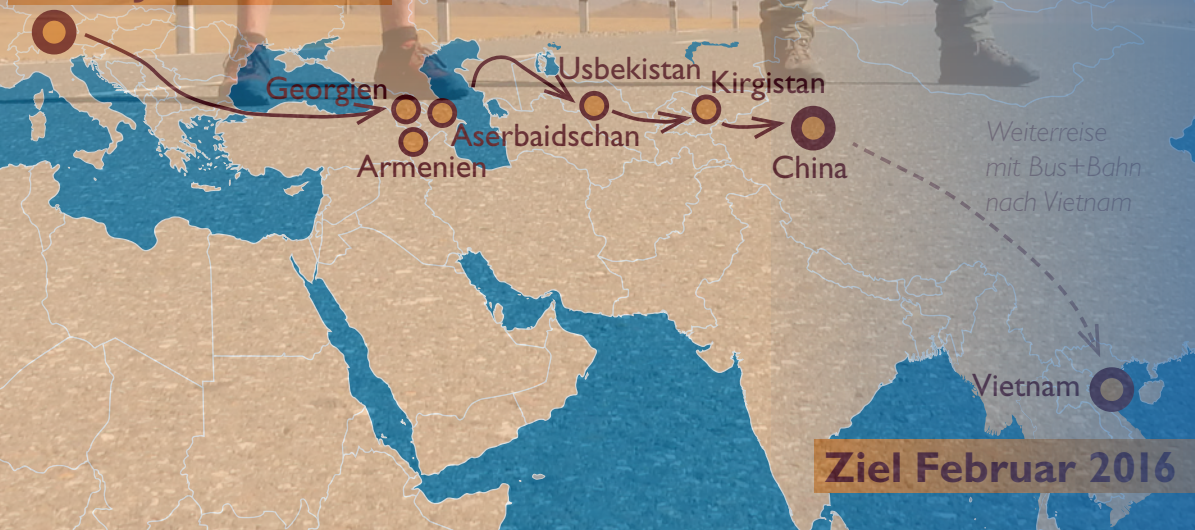 Georgien
Usbekistan
Kirgistan
Aserbaidschan
Armenien
China
Weiterreise
mit Bus+Bahn
nach Vietnam
Vietnam
Ziel Februar 2016